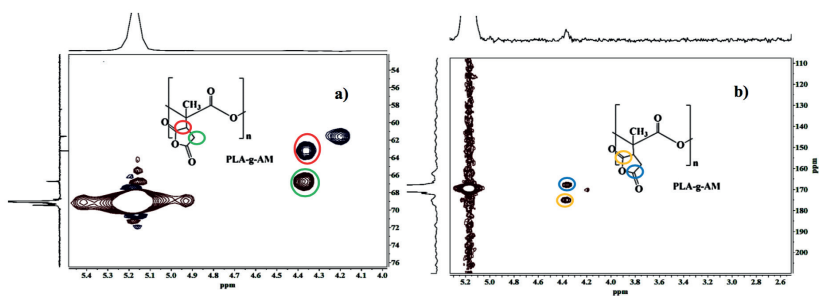 a)
CH3
O
O
O
O
O
n
PLA-g-AM
54
56
58
60
62
64
66
68
70
72
74
76
5.4 5.3 5.2 5.1 5.0 4.9 4.8 4.7 4.6 4.5 4.4 4.3 4.2 4.1 4.0
ppm
ppm
b)
CH3
O
O
O
O
O
n
PLA-g-AM
110
120
130
140
150
160
170
180
190
200
5.2 5.0 4.8 4.6 4.4 4.2 4.0 3.8 3.6 3.4 3.2 3.0 2.8 2.6
ppm
ppm